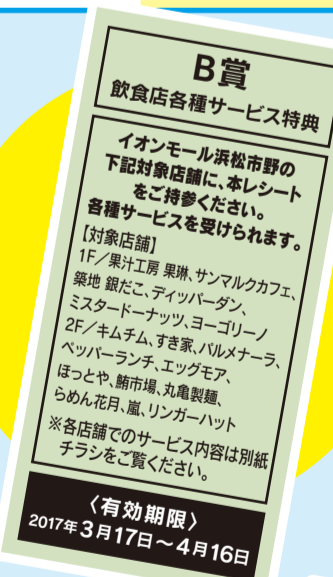 B賞
飲食店各種サービス特典
イオンモール浜松市野の
下記対象店舗に、本レシート
をご持参ください。
各種サービスを受けられます。
【対象店舗】
1F／果汁工房 果琳、サンマルクカフェ、
築地 銀だこ、ディッパーダン、
ミスタードーナッツ、ヨーゴリーノ
2F／キムチム、すき家、パルメナーラ、
ペッパーランチ、エッグモア、
ほっとや、鮪市場、丸亀製麺、
らめん花月、嵐、リンガーハット
※各店舗でのサービス内容は別紙
チラシをご覧ください。
〈有効期限〉
2017年3月17日～4月16日